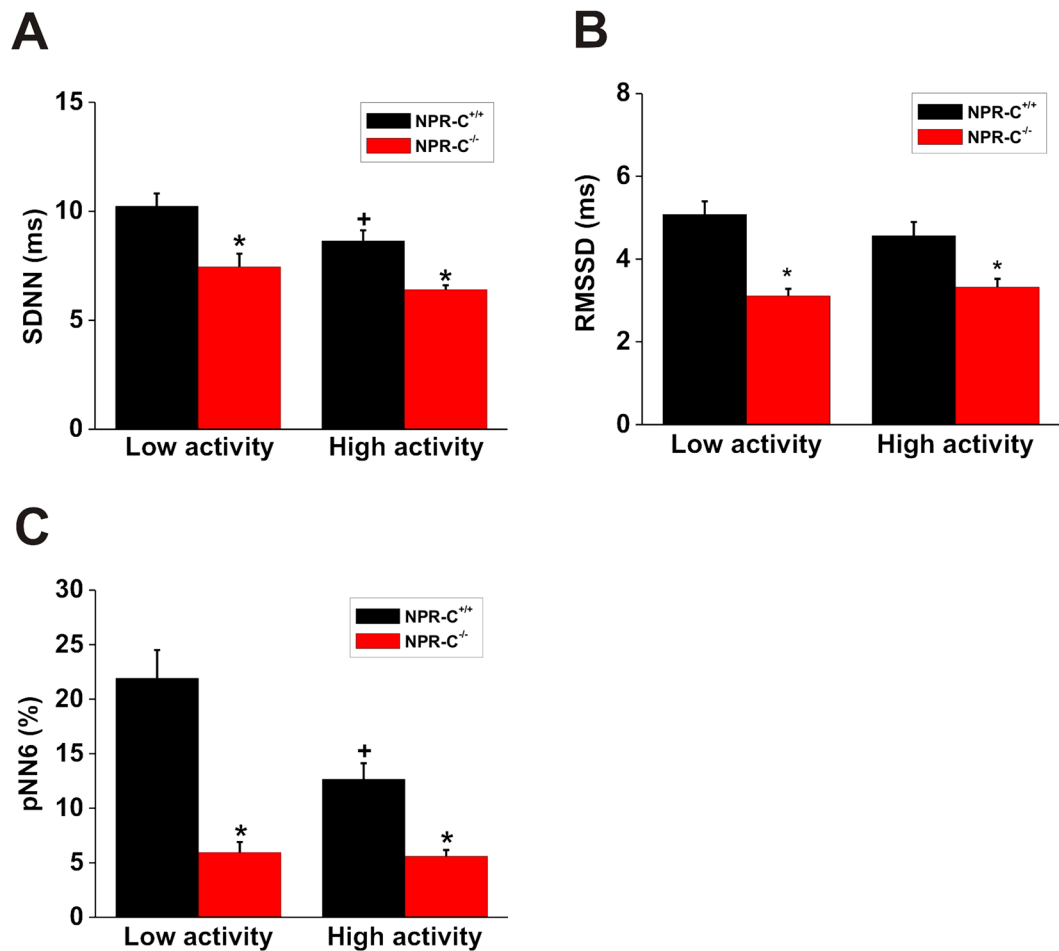 A
SDNN (ms)
15
10
5
0
NPR-C+/+
NPR-C-/-
*
+
*
Low activity
High activity
B
RMSSD (ms)
8
6
4
2
0
NPR-C+/+
NPR-C-/-
*
*
Low activity
High activity
C
pNN6 (%)
30
25
20
15
10
5
0
NPR-C+/+
NPR-C-/-
*
+
*
Low activity
High activity